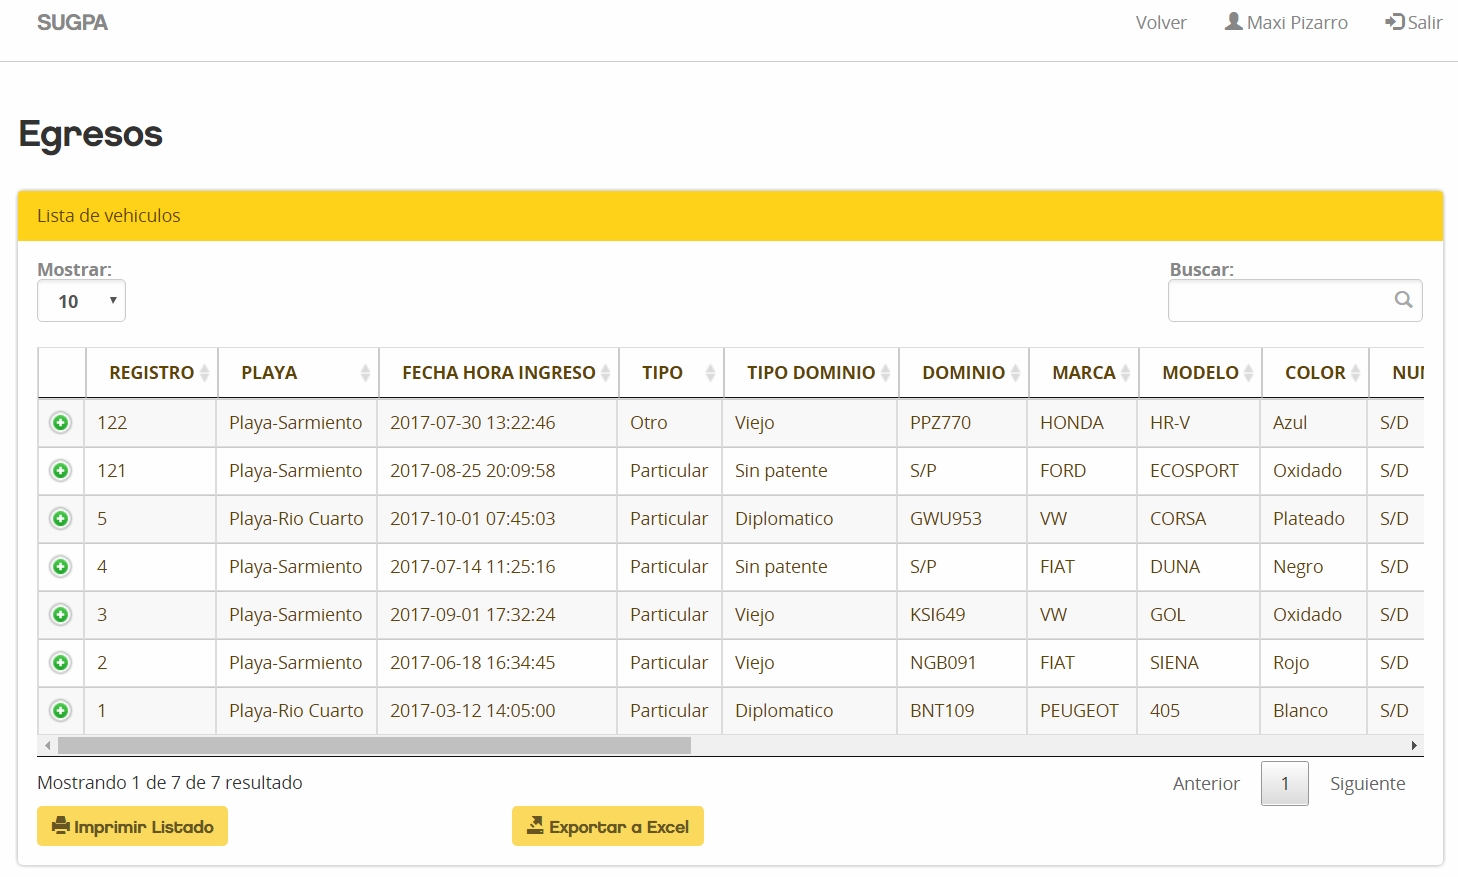 SUGPA Volver Maxi Pizarro Salir
Egresos
Lista de vehiculos
Mostrar: Buscar:
10
REGISTRO PLAYA FECHA HORA INGRESO TIPO TIPO DOMINIO DOMINIO MARCA MODELO COLOR
122 Playa-Sarmiento 2017-07-30 13:22:46 Otro Viejo PPZ770 HONDA HR-V Azul S/D
121 Playa-Sarmiento 2017-08-25 20:09:58 Particular Sin patente S/P FORD ECOSPORT Oxidado S/D
5 Playa-Rio Cuarto 2017-10-01 07:45:03 Particular Diplomatico GWU953 VW CORSA Plateado S/D
4 Playa-Sarmiento 2017-07-14 11:25:16 Particular Sin patente S/P FIAT DUNA Negro S/D
3 Playa-Sarmiento 2017-09-01 17:32:24 Particular Viejo KSI649 VW GOL Oxidado S/D
2 Playa-Sarmiento 2017-06-18 16:34:45 Particular Viejo NGB091 FIAT SIENA Rojo S/D
1 Playa-Rio Cuarto 2017-03-12 14:05:00 Particular Diplomatico BNT109 PEUGEOT 405 Blanco S/D
Mostrando 1 de 7 de 7 resultado Anterior 1 Siguiente
Imprimir Listado Exportar a Excel